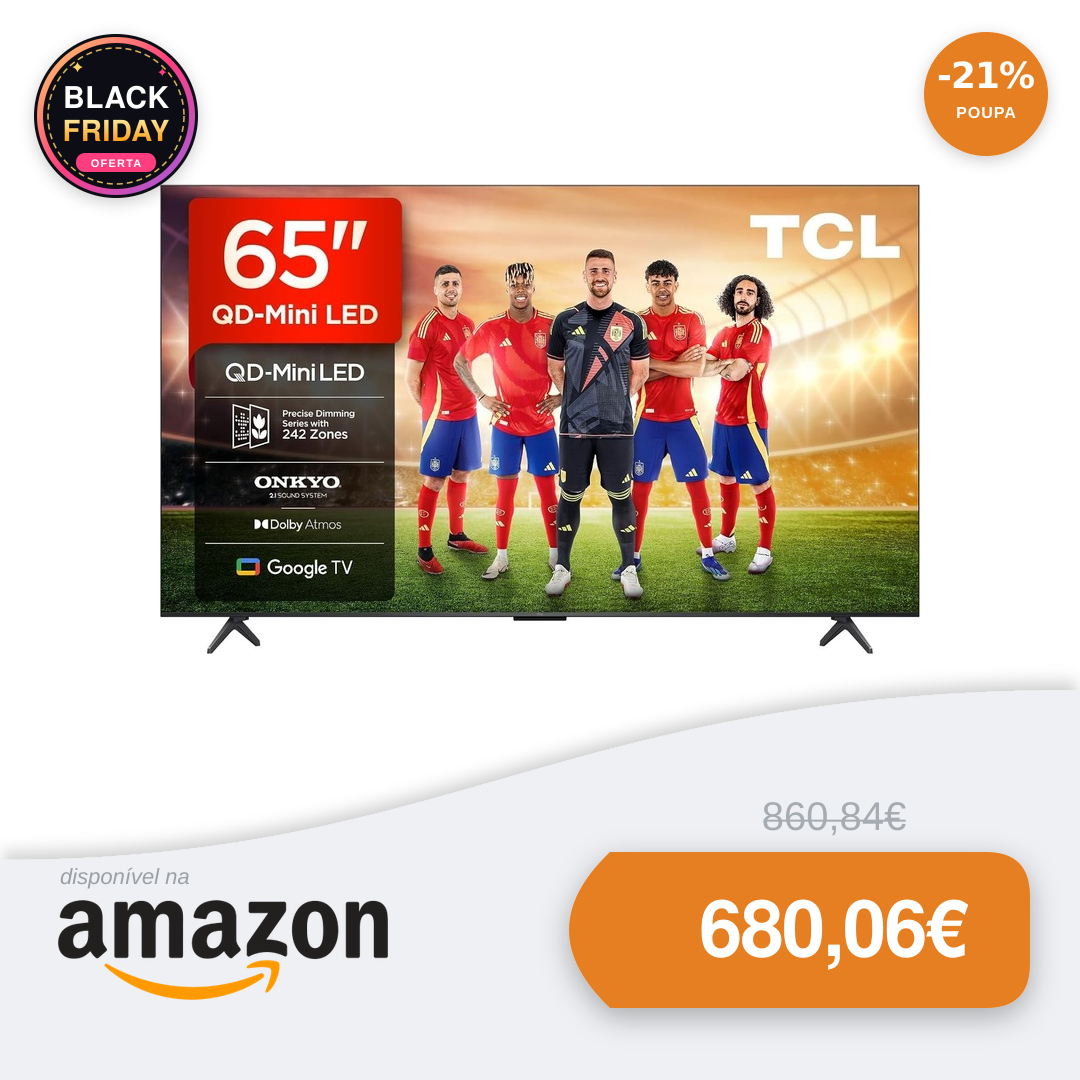 BLACK
FRIDAY
OFERTA
-21%
POUPA
65"
QD-Mini LED
TCL
QD-Mini LED
Precise Dimming
Series with
242 Zones
ONKYO
2.1 SOUND SYSTEM
Dolby Atmos
Google TV
860,84€
disponível na
amazon
680,06€